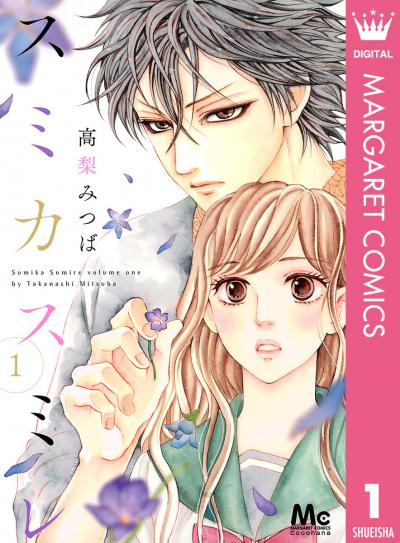 スミカスミレ
高梨みつば
Sumika Sumire volume one
by Takanashi Mitsuba
1
Mc
MARGARET COMICS
Cocohana
DIGITAL
MARGARET COMICS
1
SHUEISHA